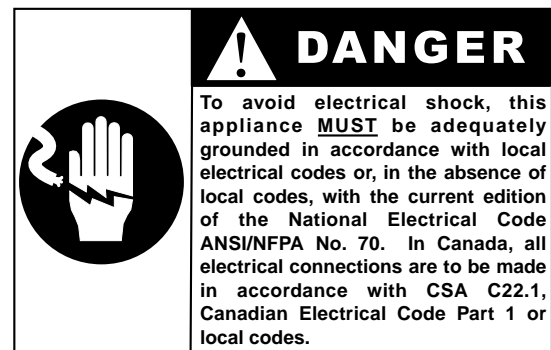 DANGER
To avoid electrical shock, this
appliance MUST be adequately
grounded in accordance with local
electrical codes or, in the absence of
local codes, with the current edition
of the National Electrical Code
ANSI/NFPA No. 70. In Canada, all
electrical connections are to be made
in accordance with CSA C22.1,
Canadian Electrical Code Part 1 or
local codes.